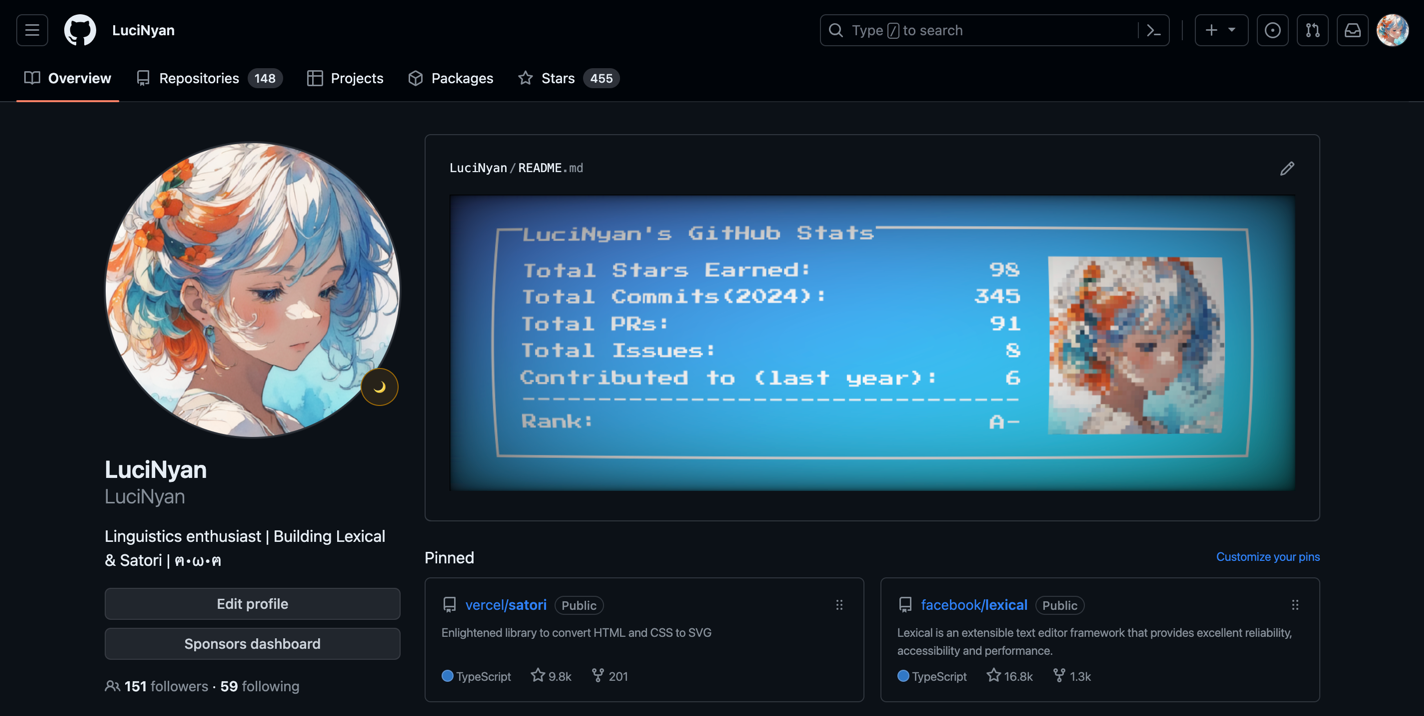 LuciNyan
Type / to search
Overview
Repositories 148
Projects
Packages
Stars 455
LuciNyan
LuciNyan
Linguistics enthusiast | Building Lexical
& Satori | ฅ•ω•ฅ
Edit profile
Sponsors dashboard
151 followers · 59 following
LuciNyan/README.md
LuciNyan's GitHub Stats
Total Stars Earned: 98
Total Commits(2024): 345
Total PRs: 91
Total Issues: 8
Contributed to (last year): 6
Rank: A-
Pinned
Customize your pins
vercel/satori Public
Enlightened library to convert HTML and CSS to SVG
TypeScript 9.8k 201
facebook/lexical Public
Lexical is an extensible text editor framework that provides excellent reliability,
accessibility and performance.
TypeScript 16.8k 1.3k